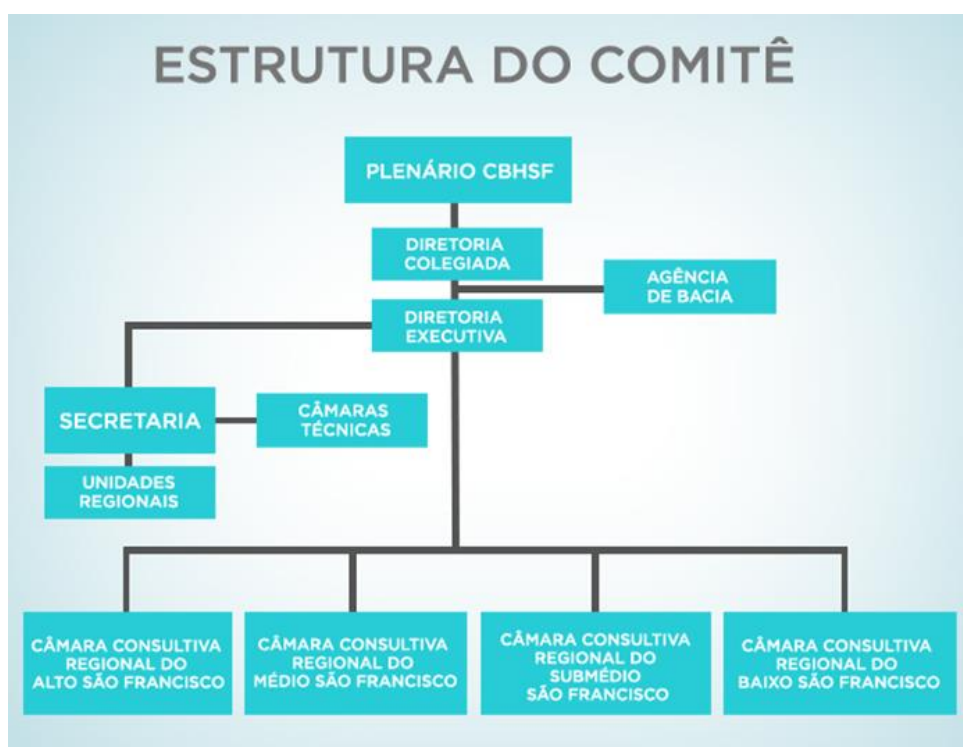 ESTRUTURA DO COMITÊ
PLENÁRIO CBHSF
DIRETORIA
COLEGIADA
AGÊNCIA
DE BACIA
DIRETORIA
EXECUTIVA
SECRETARIA
CÂMARAS
TÉCNICAS
UNIDADES
REGIONAIS
CÂMARA CONSULTIVA
REGIONAL DO
ALTO SÃO FRANCISCO
CÂMARA CONSULTIVA
REGIONAL DO
MÉDIO SÃO FRANCISCO
CÂMARA CONSULTIVA
REGIONAL DO
SUBMÉDIO
SÃO FRANCISCO
CÂMARA CONSULTIVA
REGIONAL DO
BAIXO SÃO FRANCISCO